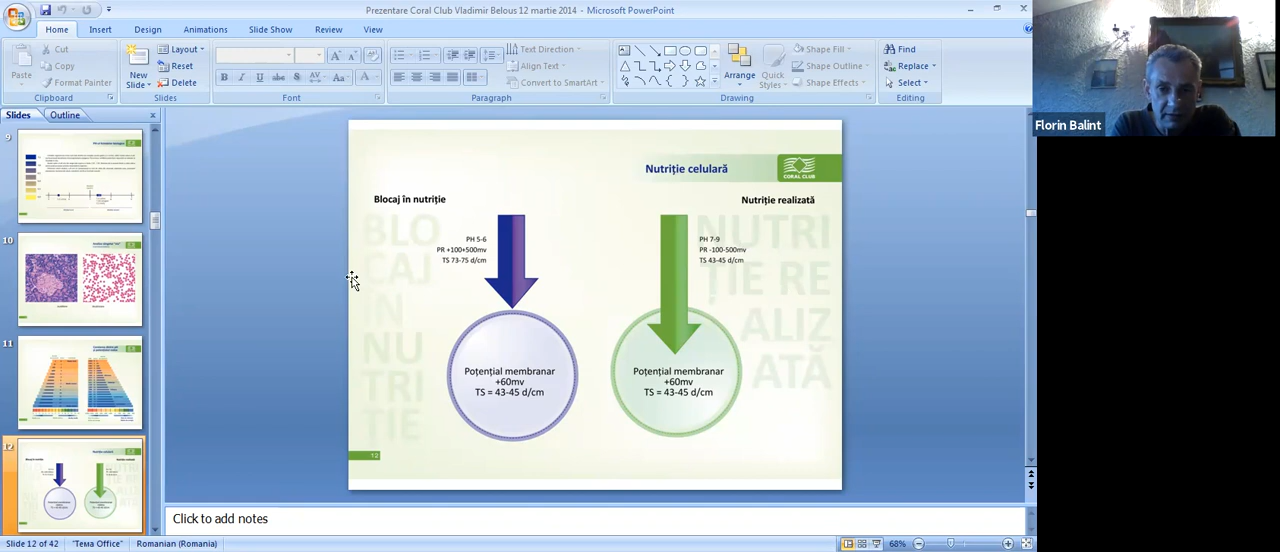 Prezentare Coral Club Vladimir Belous 12 martie 2014 - Microsoft PowerPoint
Home Insert Design Animations Slide Show Review View
Paste
Cut
Copy
Format Painter
Clipboard
New
Slide
Layout
Reset
Delete
Slides
B I U S abe AV Aa A
Font
Text Direction
Align Text
Convert to SmartArt
Paragraph
Arrange
Quick
Styles
Shape Fill
Shape Outline
Shape Effects
Drawing
Find
Replace
Select
Editing
Florin Balint
Slides Outline
9
10
11
12
Nutriție celulară
CORAL CLUB
Blocaj în nutriție
Nutriție realizată
BLO
CAJ
ÎN
NU
TRI
ȚIE
NUTRI
ȚIE RE
ALIZ
ATĂ
PH 5-6
PR +100+500mv
TS 73-75 d/cm
PH 7-9
PR -100-500mv
TS 43-45 d/cm
Potențial membranar
+60mv
TS = 43-45 d/cm
Potențial membranar
+60mv
TS = 43-45 d/cm
12
Click to add notes
Slide 12 of 42
"Тема Office"
Romanian (Romania)
68%